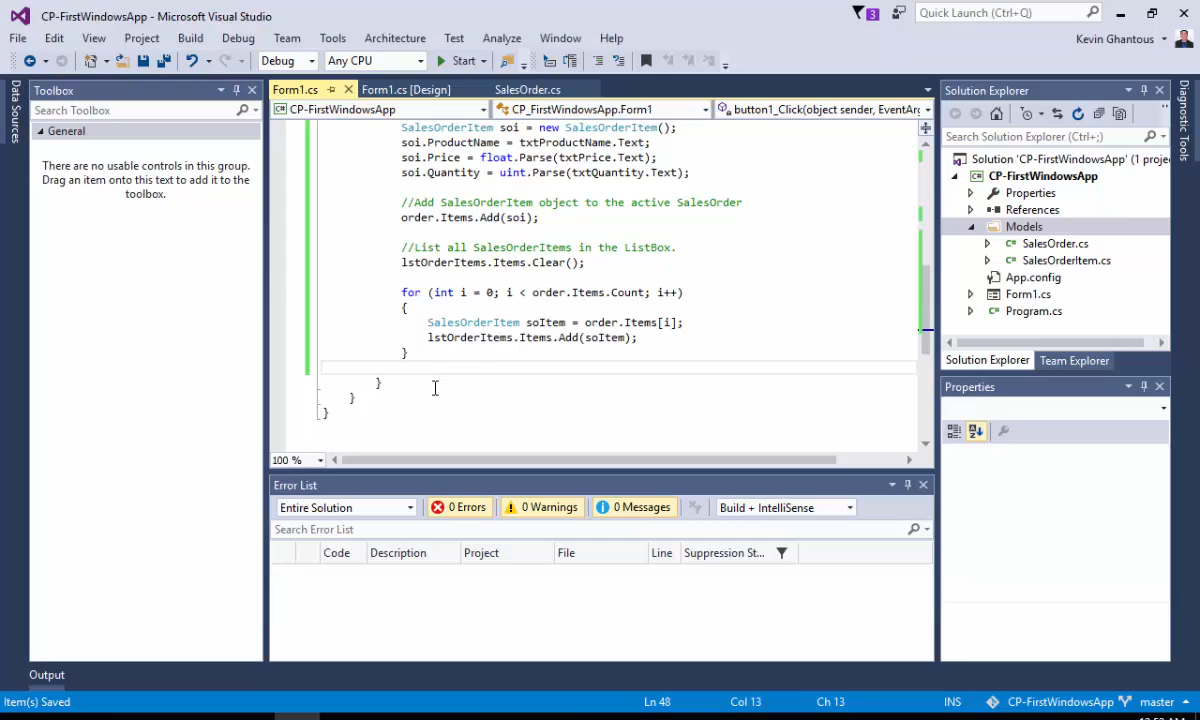 CP-FirstWindowsApp - Microsoft Visual Studio
3
Quick Launch (Ctrl+Q)
File Edit View Project Build Debug Team Tools Architecture Test Analyze Window Help
Kevin Ghantous
Debug Any CPU Start
Data Sources
Toolbox
Search Toolbox
General
There are no usable controls in this group.
Drag an item onto this text to add it to the
toolbox.
Form1.cs Form1.cs [Design] SalesOrder.cs
CP-FirstWindowsApp CP_FirstWindowsApp.Form1 button1_Click(object sender, EventArg
SalesOrderItem soi = new SalesOrderItem();
soi.ProductName = txtProductName.Text;
soi.Price = float.Parse(txtPrice.Text);
soi.Quantity = uint.Parse(txtQuantity.Text);
//Add SalesOrderItem object to the active SalesOrder
order.Items.Add(soi);
//List all SalesOrderItems in the ListBox.
lstOrderItems.Items.Clear();
for (int i = 0; i < order.Items.Count; i++)
{
SalesOrderItem soItem = order.Items[i];
lstOrderItems.Items.Add(soItem);
}
}
}
}
100 %
Error List
Entire Solution 0 Errors 0 Warnings 0 Messages Build + IntelliSense
Search Error List
Code Description Project File Line Suppression St...
Solution Explorer
Search Solution Explorer (Ctrl+;)
Solution 'CP-FirstWindowsApp' (1 projec
CP-FirstWindowsApp
Properties
References
Models
SalesOrder.cs
SalesOrderItem.cs
App.config
Form1.cs
Program.cs
Solution Explorer Team Explorer
Properties
Diagnostic Tools
Output
Item(s) Saved Ln 48 Col 13 Ch 13 INS CP-FirstWindowsApp master